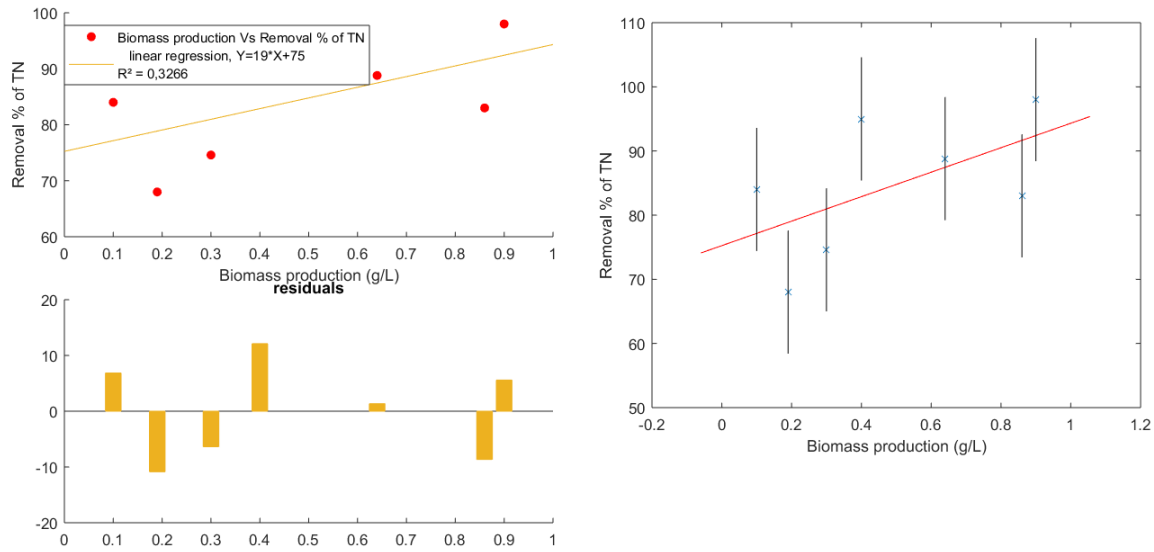 100
90
80
70
60
Removal % of TN
Biomass production Vs Removal % of TN
linear regression, Y=19*X+75
R² = 0,3266
0 0.1 0.2 0.3 0.4 0.5 0.6 0.7 0.8 0.9 1
Biomass production (g/L)
residuals
20
10
0
-10
-20
0 0.1 0.2 0.3 0.4 0.5 0.6 0.7 0.8 0.9 1
110
100
90
80
70
60
50
Removal % of TN
-0.2 0 0.2 0.4 0.6 0.8 1 1.2
Biomass production (g/L)